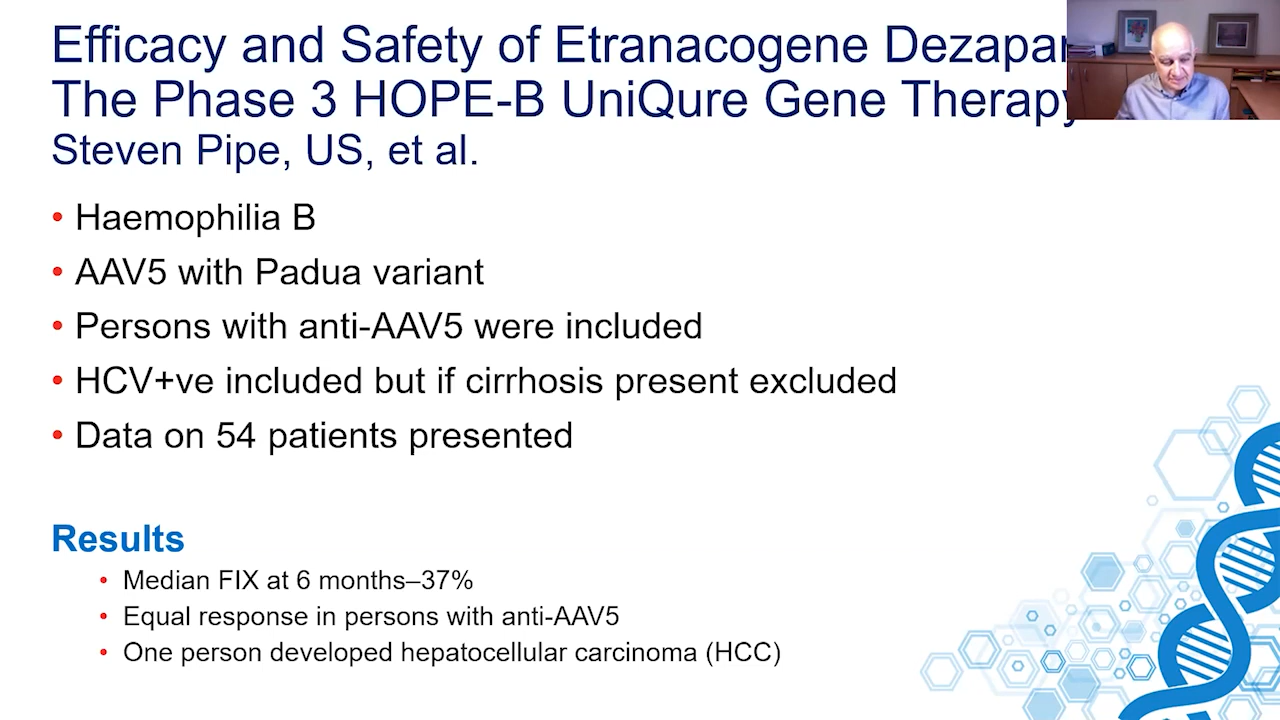 Efficacy and Safety of Etranacogene
The Phase 3 HOPE-B UniQure Gene Therapy
Steven Pipe, US, et al.
• Haemophilia B
• AAV5 with Padua variant
• Persons with anti-AAV5 were included
• HCV+ve included but if cirrhosis present excluded
• Data on 54 patients presented
Results
• Median FIX at 6 months–37%
• Equal response in persons with anti-AAV5
• One person developed hepatocellular carcinoma (HCC)